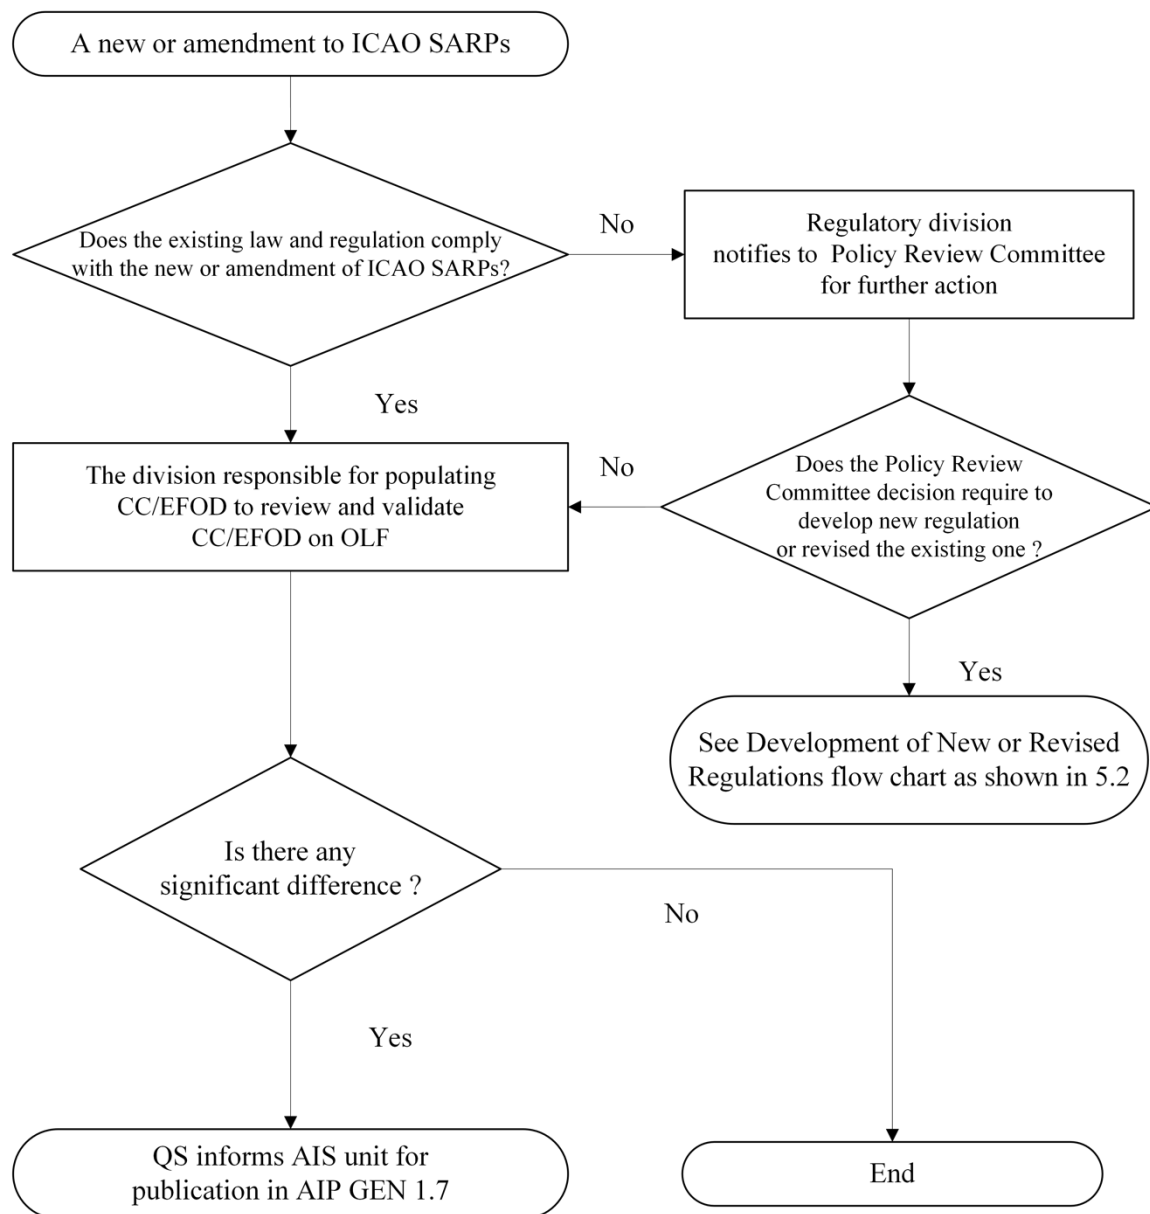 A new or amendment to ICAO SARPs
Does the existing law and regulation comply
with the new or amendment of ICAO SARPs?
No
Regulatory division
notifies to Policy Review Committee
for further action
Yes
The division responsible for populating
CC/EFOD to review and validate
CC/EFOD on OLF
No
Does the Policy Review
Committee decision require to
develop new regulation
or revised the existing one ?
Yes
See Development of New or Revised
Regulations flow chart as shown in 5.2
Is there any
significant difference ?
No
Yes
QS informs AIS unit for
publication in AIP GEN 1.7
End